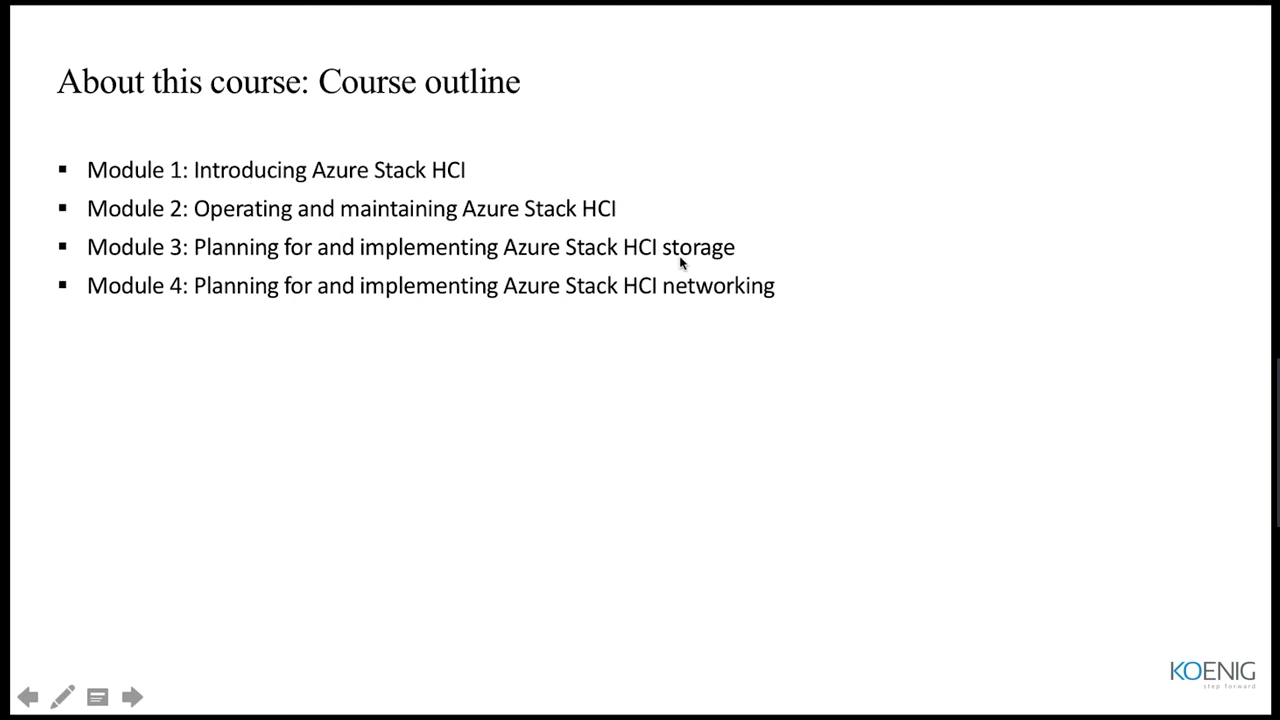 About this course: Course outline
▪ Module 1: Introducing Azure Stack HCI
▪ Module 2: Operating and maintaining Azure Stack HCI
▪ Module 3: Planning for and implementing Azure Stack HCI storage
▪ Module 4: Planning for and implementing Azure Stack HCI networking
KOENIG
step forward